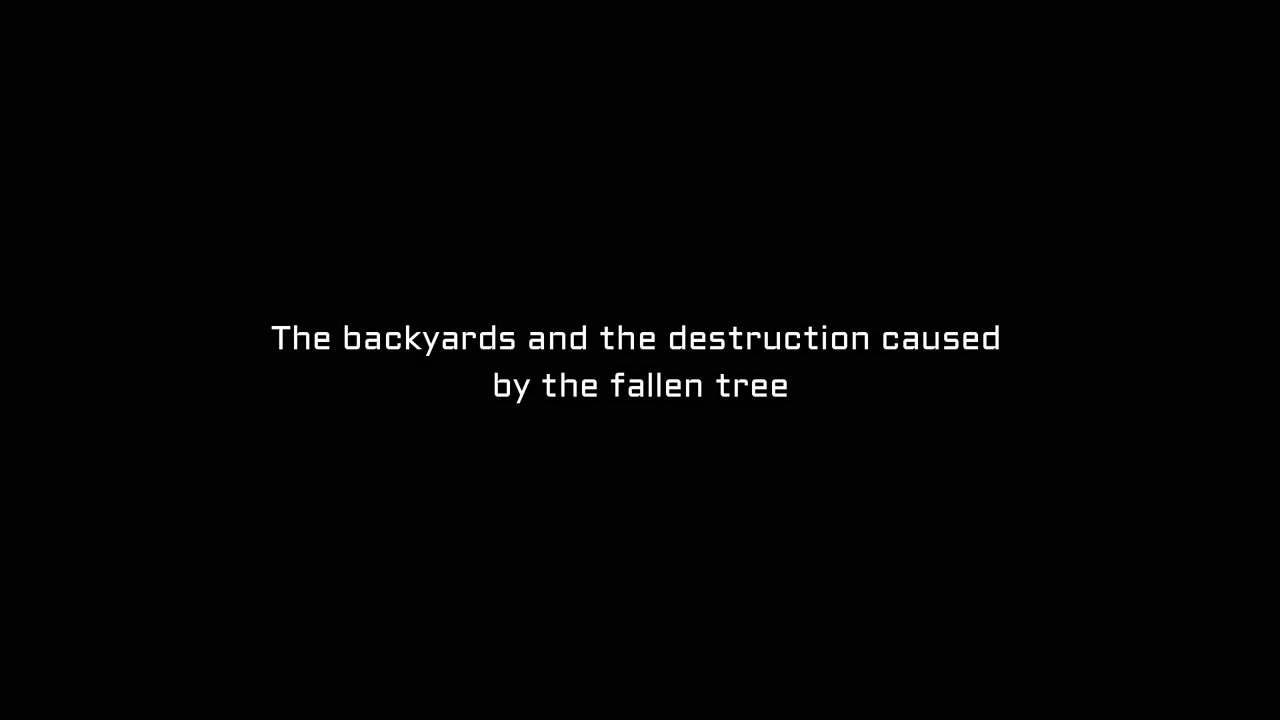 The backyards and the destruction caused
by the fallen tree